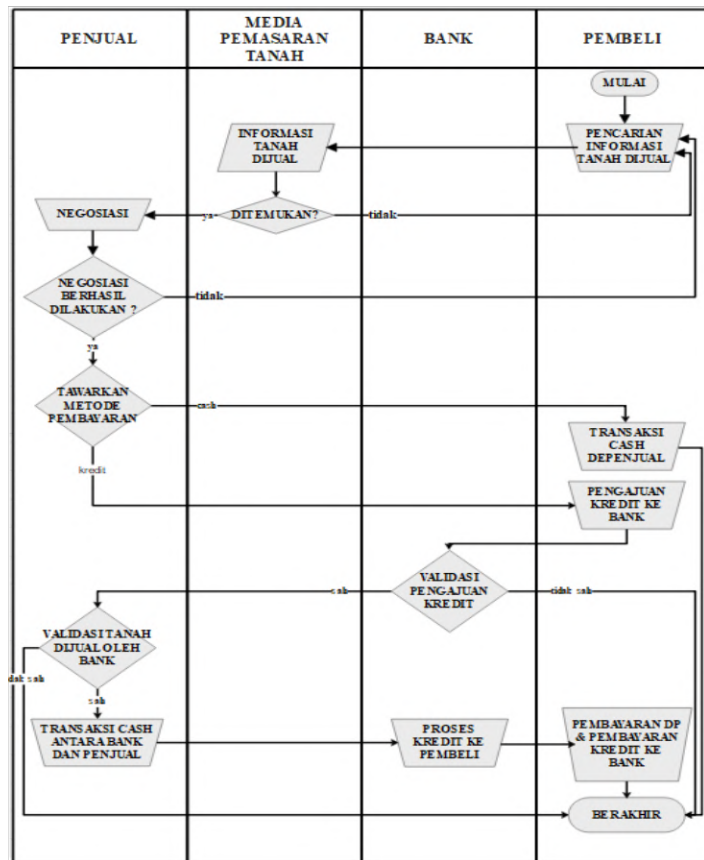 PENJUAL
MEDIA
PEMASARAN
TANAH
BANK
PEMBELI
MULAI
INFORMASI
TANAH
DIJUAL
PENCARIAN
INFORMASI
TANAH DIJUAL
NEGOSIASI
ya
DITEMUKAN?
tidak
NEGOSIASI
BERHASIL
DILAKUKAN ?
tidak
ya
TAWARKAN
METODE
PEMBAYARAN
cash
TRANSAKSI
CASH
DEPENJUAL
kredit
PENGAJUAN
KREDIT KE
BANK
VALIDASI
PENGAJUAN
KREDIT
sah
tidak sah
VALIDASI TANAH
DIJUAL OLEH
BANK
dak sah
sah
TRANSAKSI CASH
ANTARA BANK
DAN PENJUAL
PROSES
KREDIT KE
PEMBELI
PEMBAYARAN DP
& PEMBAYARAN
KREDIT KE
BANK
BERAKHIR